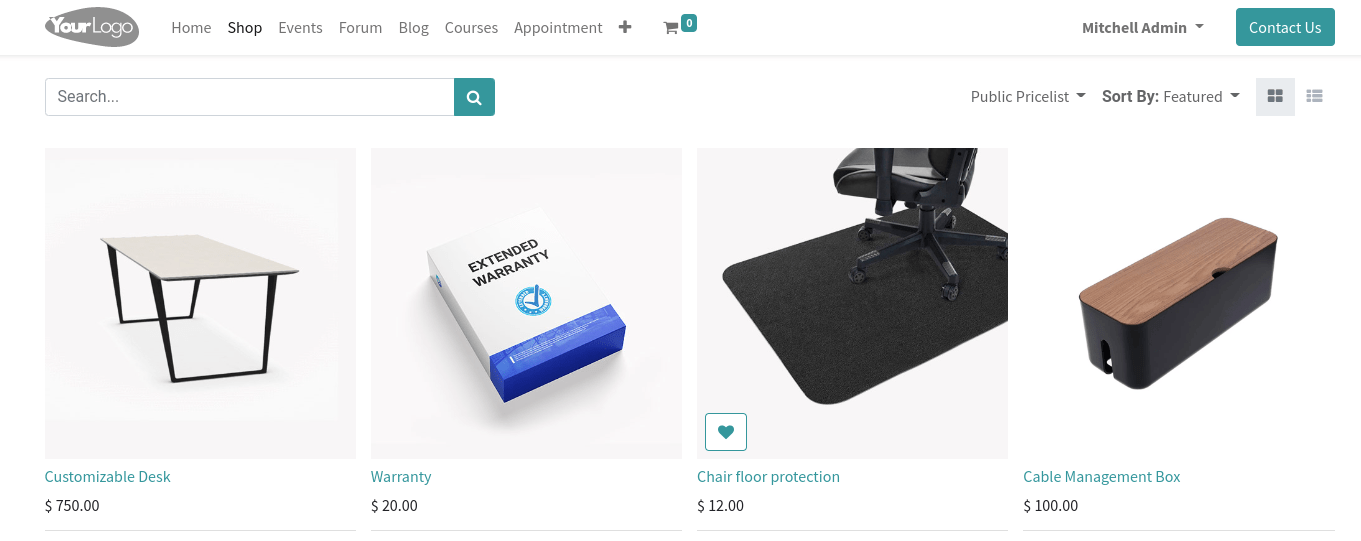 YourLogo
Home Shop Events Forum Blog Courses Appointment 0 Mitchell Admin Contact Us
Search... Public Pricelist Sort By: Featured
EXTENDED
WARRANTY
Customizable Desk Warranty Chair floor protection Cable Management Box
$ 750.00 $ 20.00 $ 12.00 $ 100.00